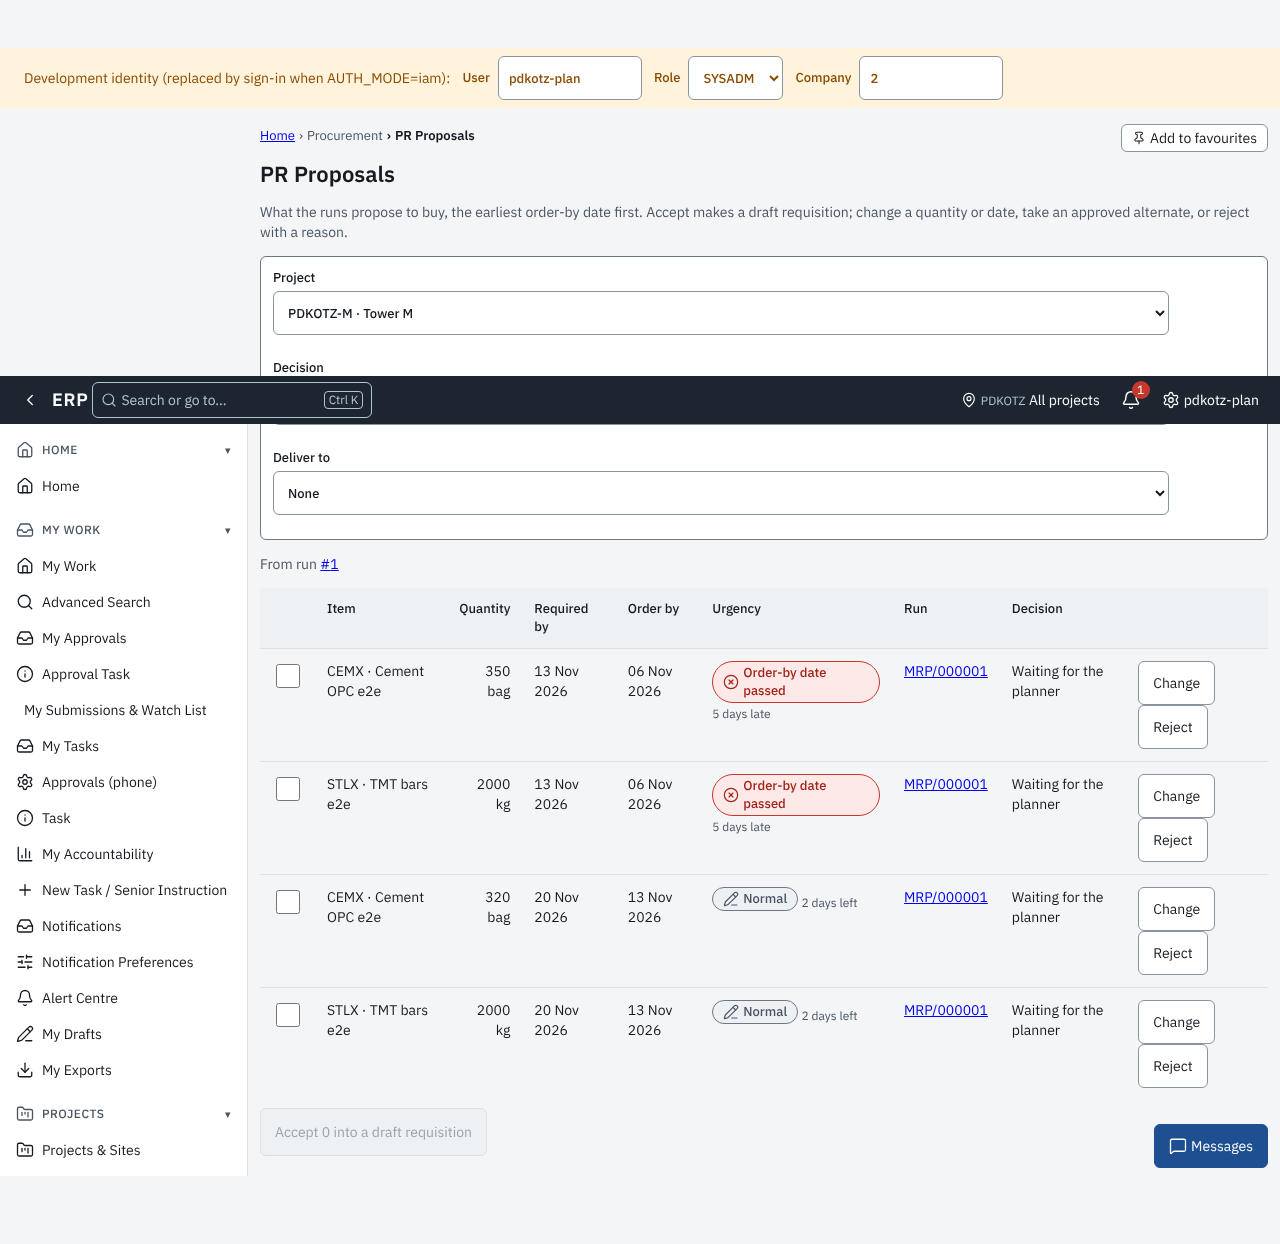 Development identity (replaced by sign-in when AUTH_MODE=iam): User pdkotz-plan Role SYSADM Company 2
Home › Procurement › PR Proposals
Add to favourites
PR Proposals
What the runs propose to buy, the earliest order-by date first. Accept makes a draft requisition; change a quantity or date, take an approved alternate, or reject
with a reason.
Project
PDKOTZ-M · Tower M
Decision
ERP Search or go to... Ctrl K PDKOTZ All projects 1 pdkotz-plan
HOME
Home
MY WORK
My Work
Advanced Search
My Approvals
Approval Task
My Submissions & Watch List
My Tasks
Approvals (phone)
Task
My Accountability
New Task / Senior Instruction
Notifications
Notification Preferences
Alert Centre
My Drafts
My Exports
PROJECTS
Projects & Sites
Deliver to
None
From run #1
Item Quantity Required by Order by Urgency Run Decision
CEMX · Cement OPC e2e 350 bag 13 Nov 2026 06 Nov 2026 Order-by date passed 5 days late MRP/000001 Waiting for the planner Change Reject
STLX · TMT bars e2e 2000 kg 13 Nov 2026 06 Nov 2026 Order-by date passed 5 days late MRP/000001 Waiting for the planner Change Reject
CEMX · Cement OPC e2e 320 bag 20 Nov 2026 13 Nov 2026 Normal 2 days left MRP/000001 Waiting for the planner Change Reject
STLX · TMT bars e2e 2000 kg 20 Nov 2026 13 Nov 2026 Normal 2 days left MRP/000001 Waiting for the planner Change Reject
Accept 0 into a draft requisition
Messages